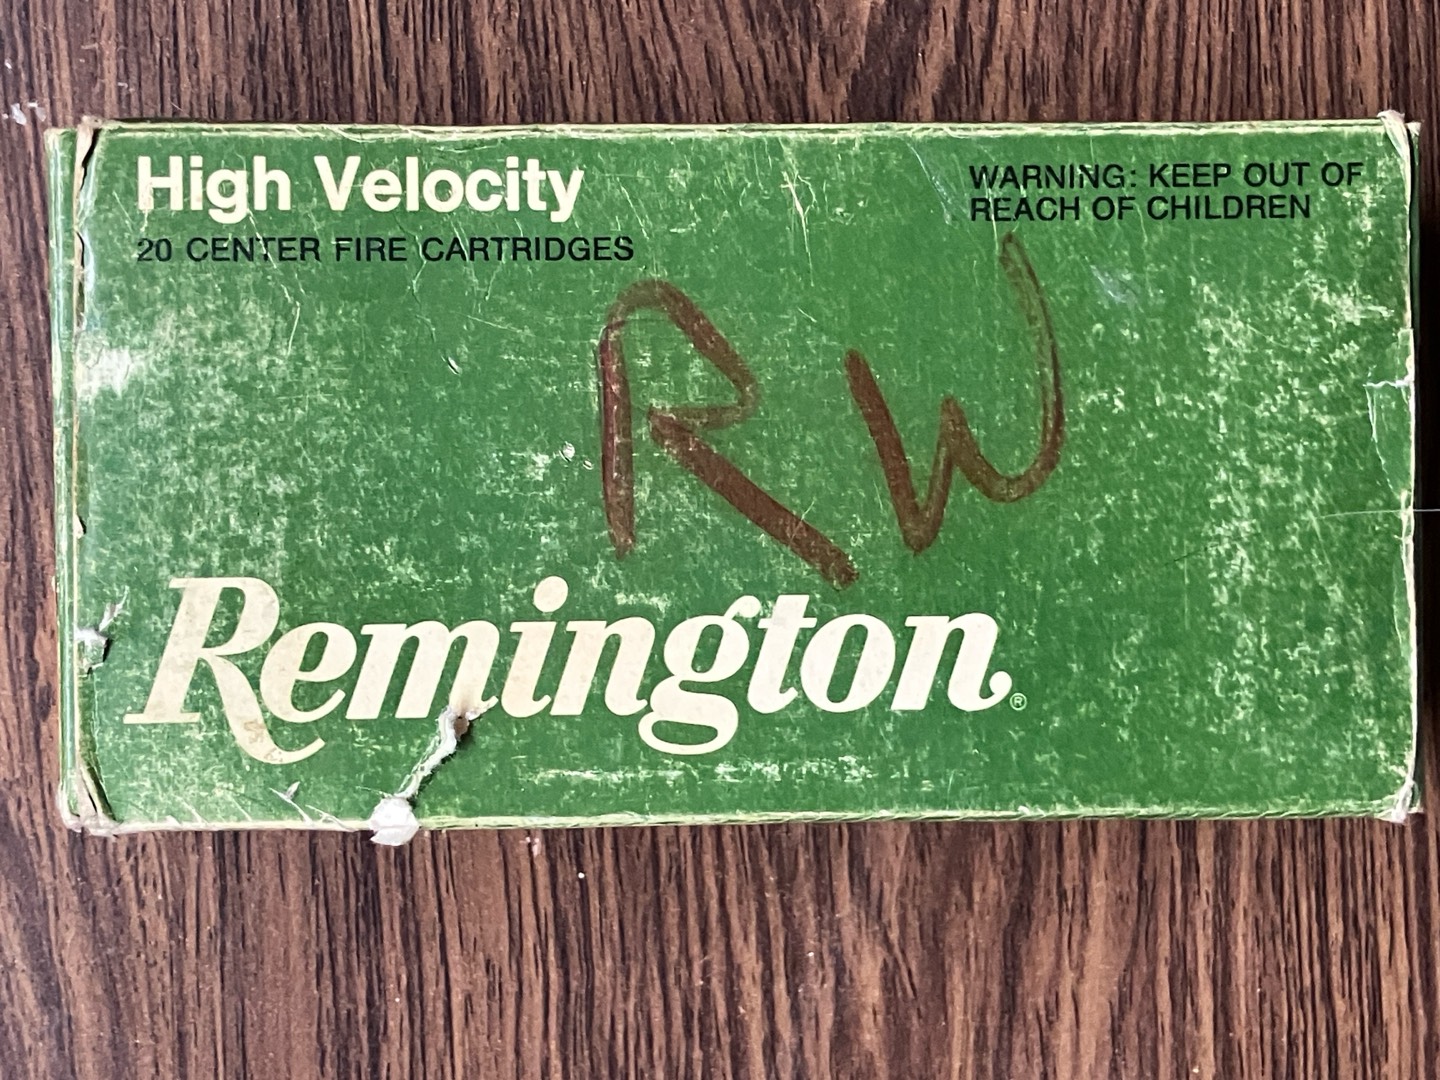 High Velocity
20 CENTER FIRE CARTRIDGES
WARNING: KEEP OUT OF
REACH OF CHILDREN
RW
Remington®